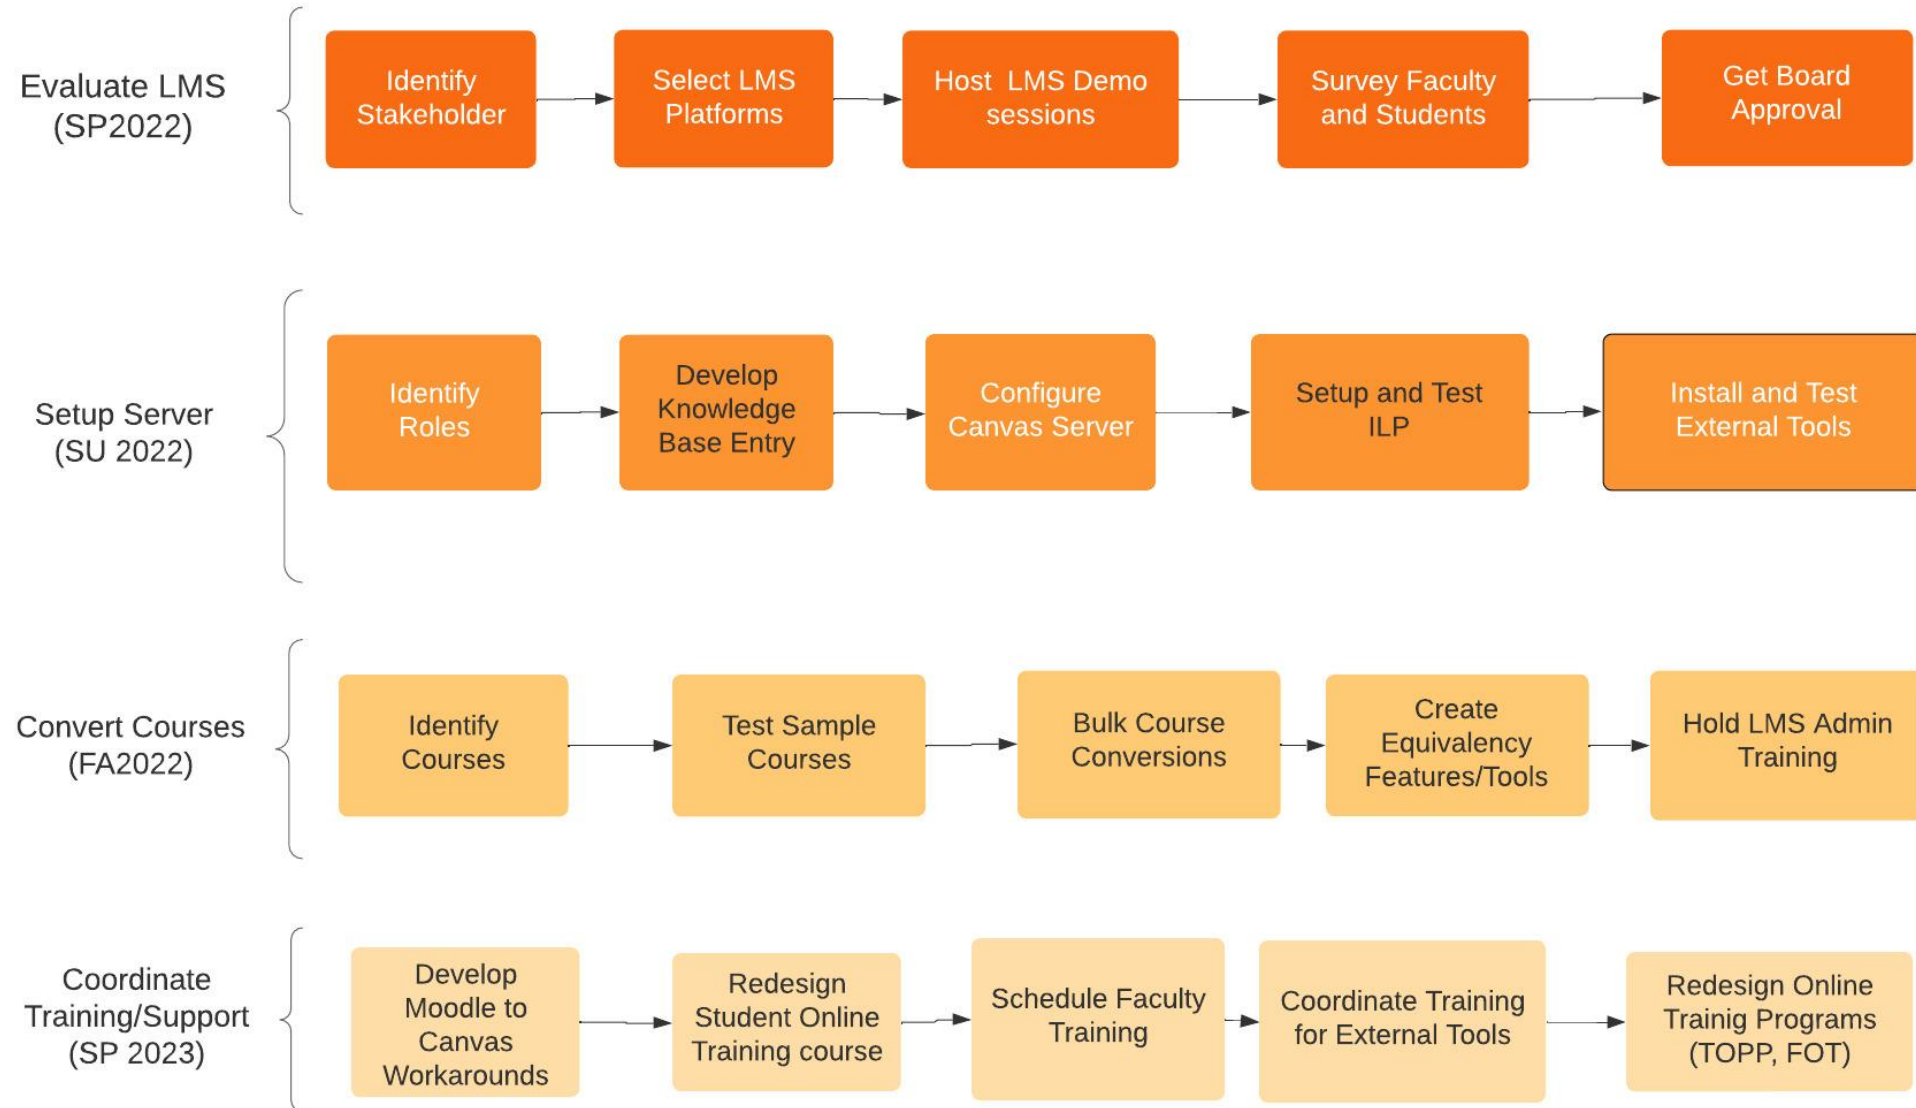 Evaluate LMS
(SP2022)
Identify
Stakeholder
Select LMS
Platforms
Host LMS Demo
sessions
Survey Faculty
and Students
Get Board
Approval
Setup Server
(SU 2022)
Identify
Roles
Develop
Knowledge
Base Entry
Configure
Canvas Server
Setup and Test
ILP
Install and Test
External Tools
Convert Courses
(FA2022)
Identify
Courses
Test Sample
Courses
Bulk Course
Conversions
Create
Equivalency
Features/Tools
Hold LMS Admin
Training
Coordinate
Training/Support
(SP 2023)
Develop
Moodle to
Canvas
Workarounds
Redesign
Student Online
Training course
Schedule Faculty
Training
Coordinate Training
for External Tools
Redesign Online
Trainig Programs
(TOPP, FOT)